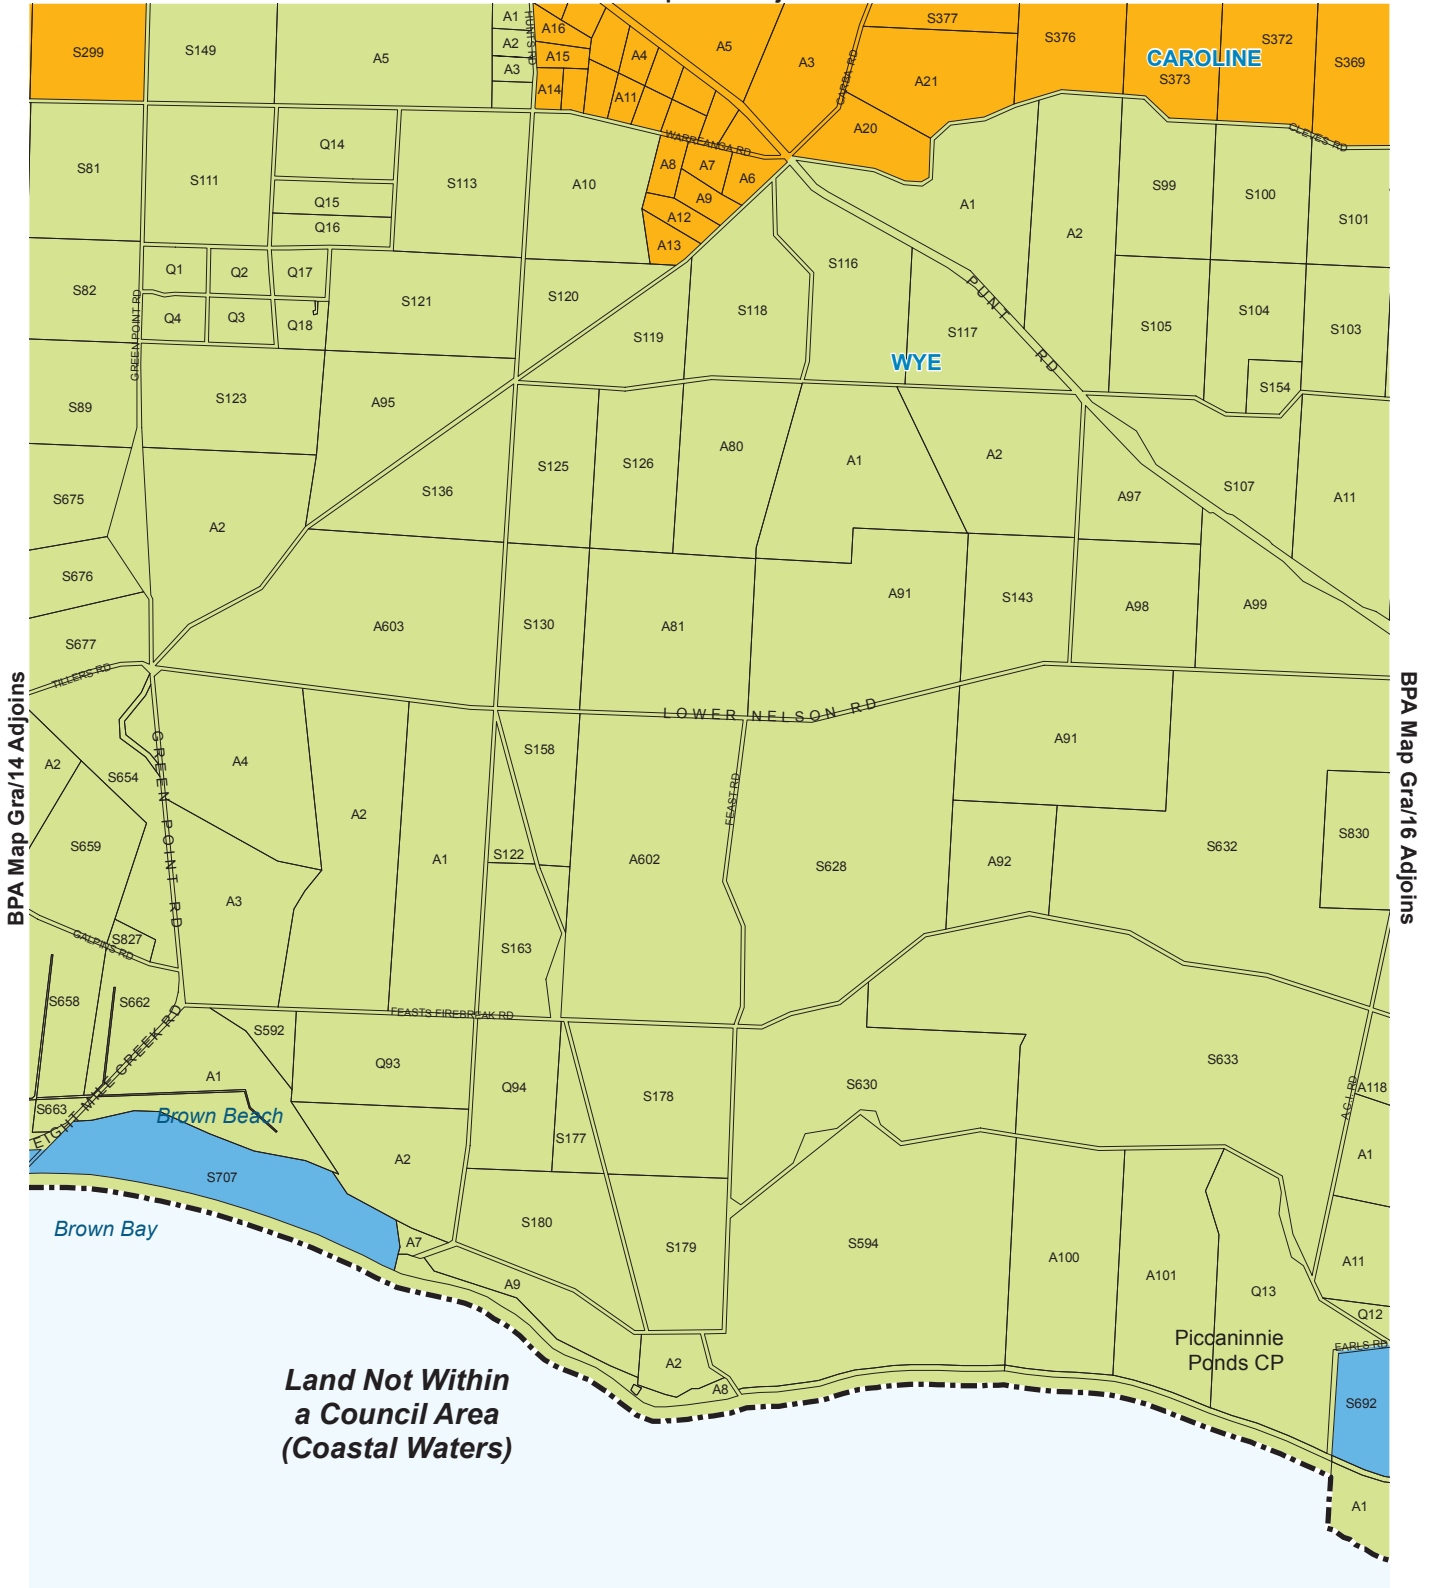 S299
S149
A5
A1
A2
A3
HUNTS RD
A16
A15
A14
A4
A11
A5
A3
CARBA RD
S377
A21
A20
S376
CAROLINE
S373
S372
S369
CLEVES RD
WARREANGA RD
S81
S111
Q14
Q15
Q16
S113
A10
A8
A7
A6
A9
A12
A13
A1
A2
S99
S100
S101
S82
Q1
Q2
Q17
Q4
Q3
Q18
GREEN POINT RD
S121
S120
S119
S118
S116
S117
PUNT RD
WYE
S105
S104
S103
S154
S89
S123
A95
S675
A2
S136
S125
S126
A80
A1
A2
A97
S107
A11
S676
S677
A603
S130
A81
A91
S143
A98
A99
TILLERS RD
LOWER NELSON RD
BPA Map Gra/14 Adjoins
BPA Map Gra/16 Adjoins
A2
S654
S659
GREEN POINT RD
A4
A3
A2
A1
S158
S122
S163
A602
FEAST RD
S628
A91
A92
S632
S830
S827
GALPINS RD
S658
S662
S663
EIGHT MILE CREEK RD
S592
A1
FEASTS FIREBREAK RD
Q93
Q94
S177
S178
S630
S633
A118
A.C.I. RD
A1
Brown Beach
S707
A2
Brown Bay
A7
A9
S180
S179
S594
A100
A101
Q13
A11
Q12
EARLS RD
Piccaninnie
Ponds CP
A2
A8
S692
A1
Land Not Within
a Council Area
(Coastal Waters)